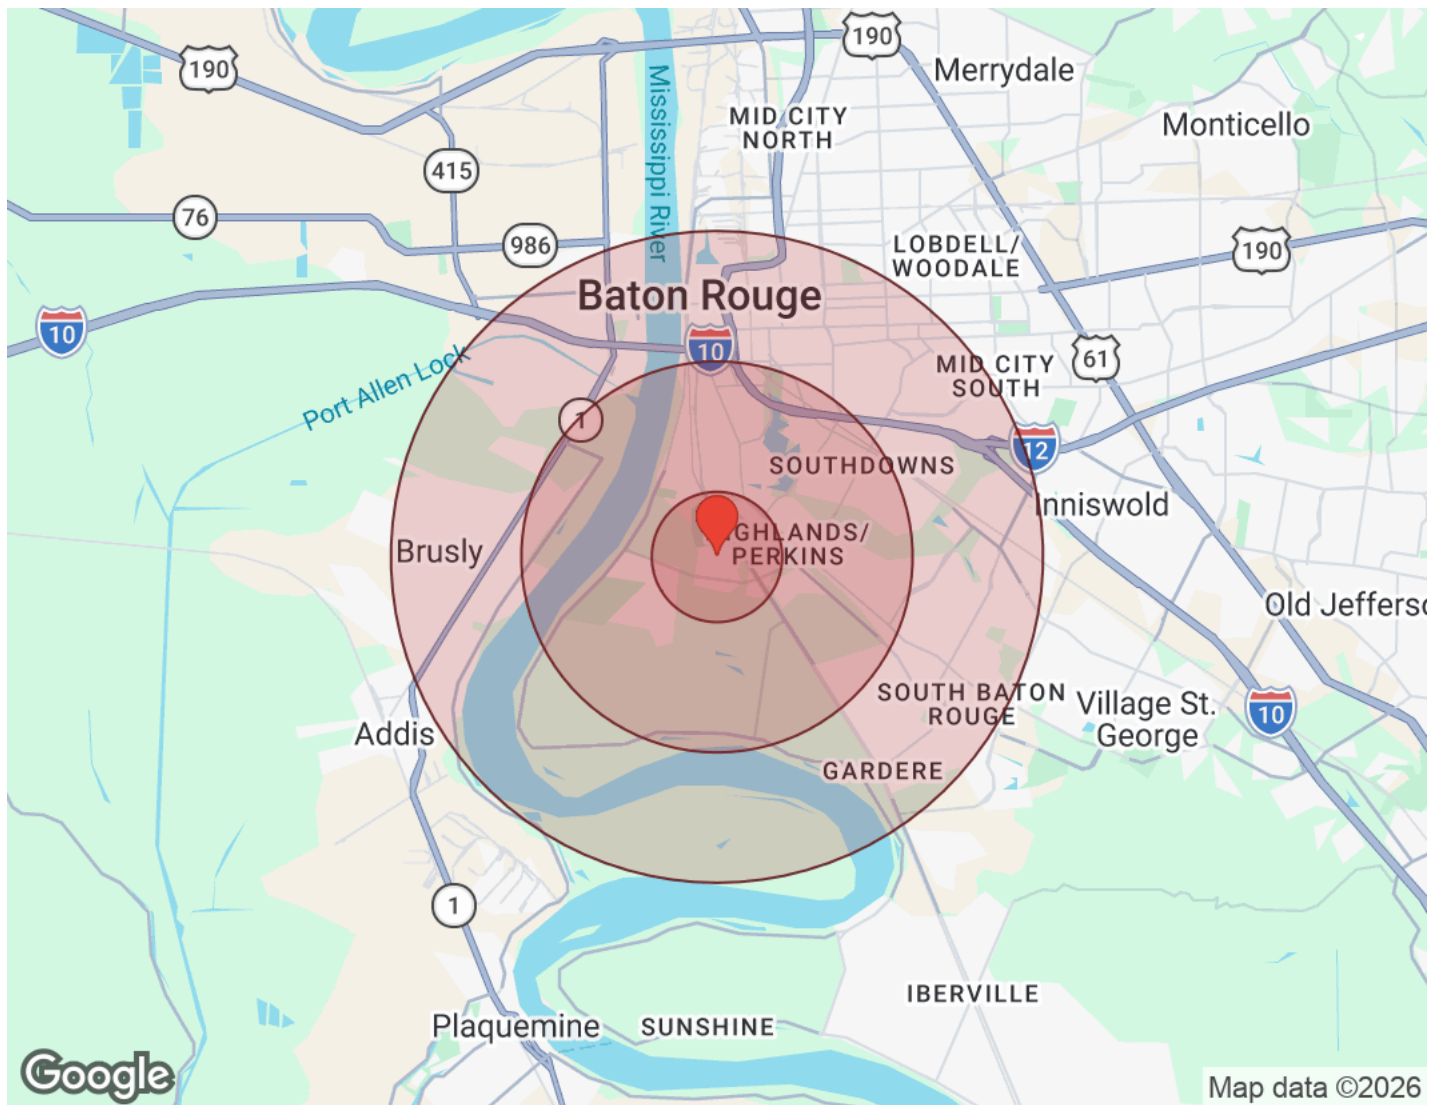 190
190
Merrydale
Mississippi River
MID CITY
NORTH
Monticello
415
76
986
LOBDELL/
WOODALE
190
Baton Rouge
10
10
61
MID CITY
SOUTH
Port Allen Lock
1
12
SOUTHDOWNS
Inniswold
HIGHLANDS/
PERKINS
Brusly
Old Jefferso
SOUTH BATON
ROUGE
Village St.
George
10
Addis
GARDERE
1
IBERVILLE
Plaquemine
SUNSHINE
Google
Map data ©2026